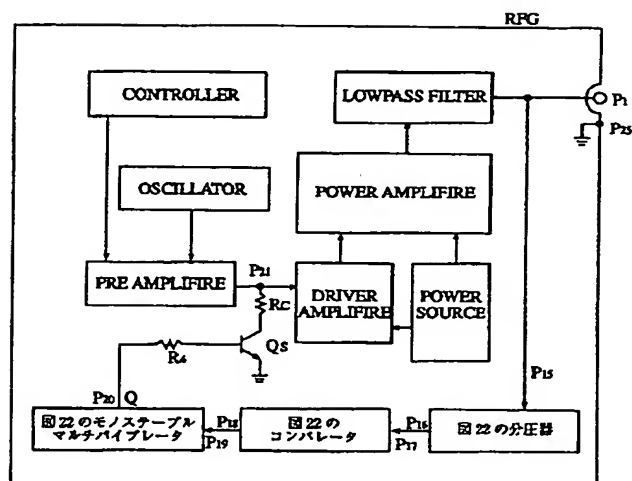 RFG
CONTROLLER
LOWPASS FILTER
P1
P25
OSCILLATOR
POWER AMPLIFIRE
PRE AMPLIFIRE
P21
RC
DRIVER
AMPLIFIRE
POWER
SOURCE
R4
QS
P15
P20 Q
図22のモノステーブル
マルチバイブレータ
P18
P19
図22の
コンパレータ
P16
P17
図22の分圧器